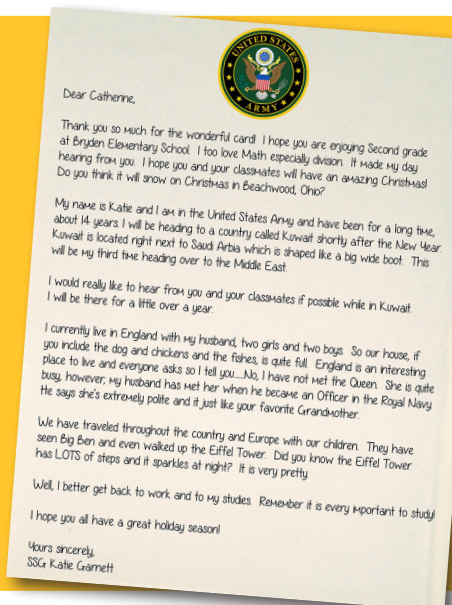 UNITED STATES
ARMY
Dear Catherine,
Thank you so much for the wonderful card! I hope you are enjoying Second grade
at Bryden Elementary School. I too love Math especially division. It made my day
hearing from you. I hope you and your classmates will have an amazing Christmas!
Do you think it will snow on Christmas in Beachwood, Ohio?
My name is Katie and I am in the United States Army and have been for a long time,
about 14 years. I will be heading to a country called Kuwait shortly after the New Year.
Kuwait is located right next to Saudi Arbia which is shaped like a big wide boot. This
will be my third time heading over to the Middle East.
I would really like to hear from you and your classmates if possible while in Kuwait.
I will be there for a little over a year.
I currently live in England with my husband, two girls and two boys. So our house, if
you include the dog and chickens and the fishes, is quite full. England is an interesting
place to live and everyone asks so I tell you.....No, I have not met the Queen. She is quite
busy, however, my husband has met her when he became an Officer in the Royal Navy.
He says she's extremely polite and it just like your favorite Grandmother.
We have traveled throughout the country and Europe with our children. They have
seen Big Ben and even walked up the Eiffel Tower. Did you know the Eiffel Tower
has LOTS of steps and it sparkles at night? It is very pretty.
Well, I better get back to work and to my studies. Remember it is every important to study!
I hope you all have a great holiday season!
Yours sincerely,
SSG Katie Garnett